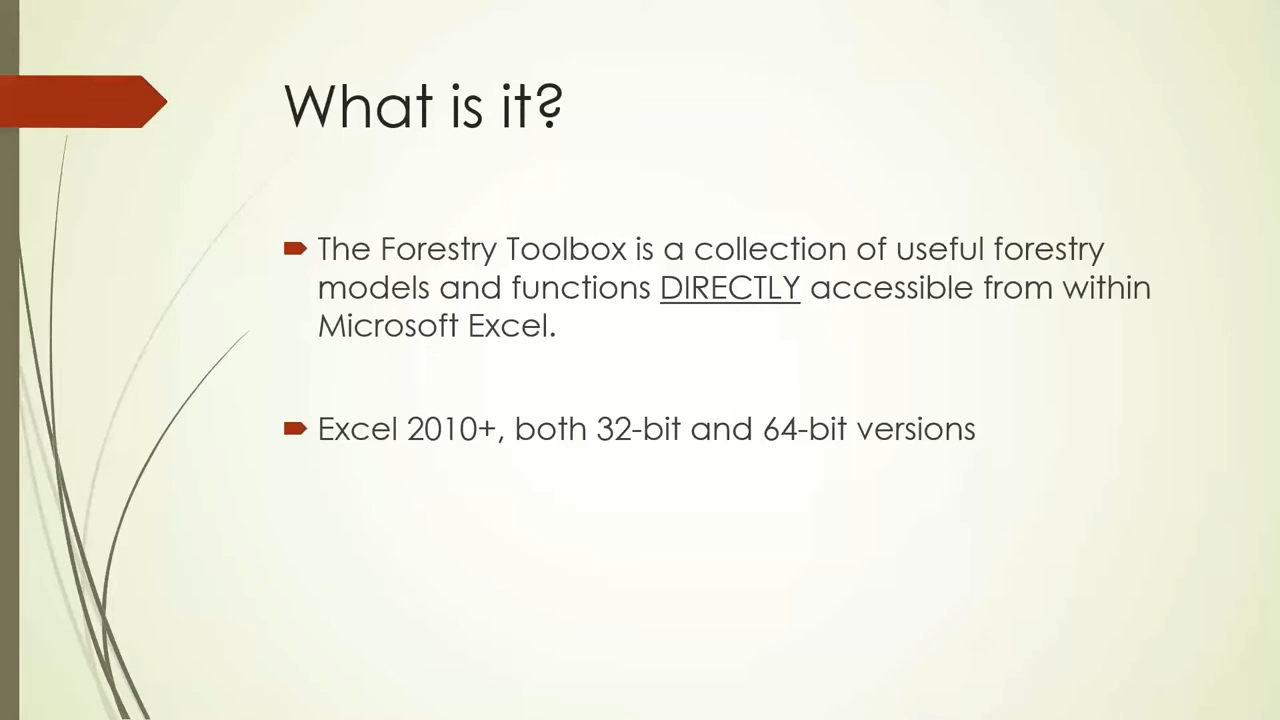 What is it?
The Forestry Toolbox is a collection of useful forestry
models and functions DIRECTLY accessible from within
Microsoft Excel.
Excel 2010+, both 32-bit and 64-bit versions